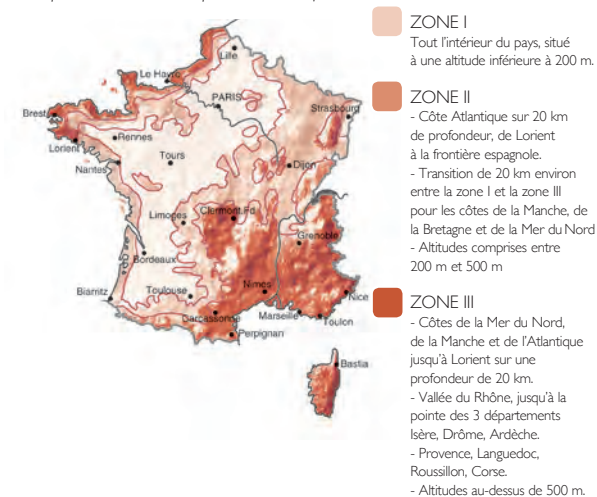 ZONE I
Tout l'intérieur du pays, situé
à une altitude inférieure à 200 m.
ZONE II
- Côte Atlantique sur 20 km
de profondeur, de Lorient
à la frontière espagnole.
- Transition de 20 km environ
entre la zone I et la zone III
pour les côtes de la Manche, de
la Bretagne et de la Mer du Nord
- Altitudes comprises entre
200 m et 500 m
ZONE III
- Côtes de la Mer du Nord,
de la Manche et de l'Atlantique
jusqu'à Lorient sur une
profondeur de 20 km.
- Vallée du Rhône, jusqu'à la
pointe des 3 départements
Isère, Drôme, Ardèche.
- Provence, Languedoc,
Roussillon, Corse.
- Altitudes au-dessus de 500 m.
Lille
Le Havre
PARIS
Strasbourg
Brest
Rennes
Lorient
Tours
Nantes
Dijon
Limoges
Clermont Fd
Grenoble
Bordeaux
Biarritz
Toulouse
Nimes
Nice
Carcassonne
Marseille
Toulon
Perpignan
Bastia